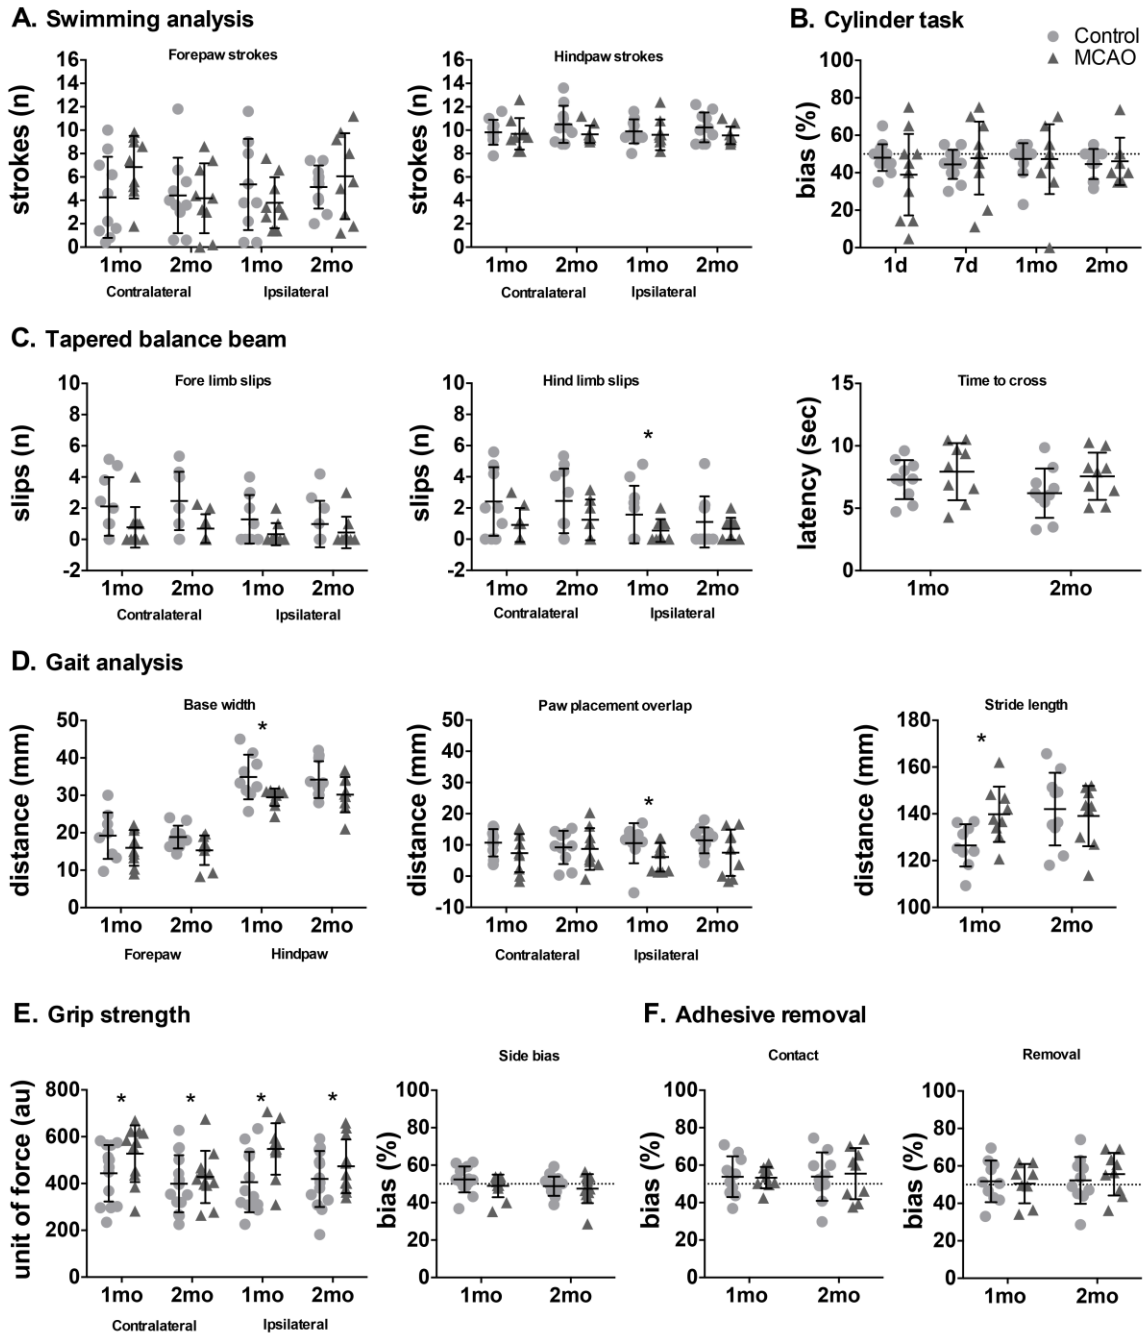 A. Swimming analysis
B. Cylinder task
Control
MCAO
Forepaw strokes
strokes (n)
16
14
12
10
8
6
4
2
0
1mo 2mo 1mo 2mo
Contralateral Ipsilateral
Hindpaw strokes
strokes (n)
16
14
12
10
8
6
4
2
0
1mo 2mo 1mo 2mo
Contralateral Ipsilateral
bias (%)
100
80
60
40
20
0
1d 7d 1mo 2mo
C. Tapered balance beam
Fore limb slips
slips (n)
10
8
6
4
2
0
-2
1mo 2mo 1mo 2mo
Contralateral Ipsilateral
Hind limb slips
slips (n)
10
8
6
4
2
0
-2
*
1mo 2mo 1mo 2mo
Contralateral Ipsilateral
Time to cross
latency (sec)
15
10
5
0
1mo 2mo
D. Gait analysis
Base width
distance (mm)
50
40
30
20
10
0
*
1mo 2mo 1mo 2mo
Forepaw Hindpaw
Paw placement overlap
distance (mm)
50
40
30
20
10
0
-10
*
1mo 2mo 1mo 2mo
Contralateral Ipsilateral
Stride length
distance (mm)
180
160
140
120
100
*
1mo 2mo
E. Grip strength
unit of force (au)
800
600
400
200
0
* * * *
1mo 2mo 1mo 2mo
Contralateral Ipsilateral
Side bias
bias (%)
100
80
60
40
20
0
1mo 2mo
F. Adhesive removal
Contact
bias (%)
100
80
60
40
20
0
1mo 2mo
Removal
bias (%)
100
80
60
40
20
0
1mo 2mo